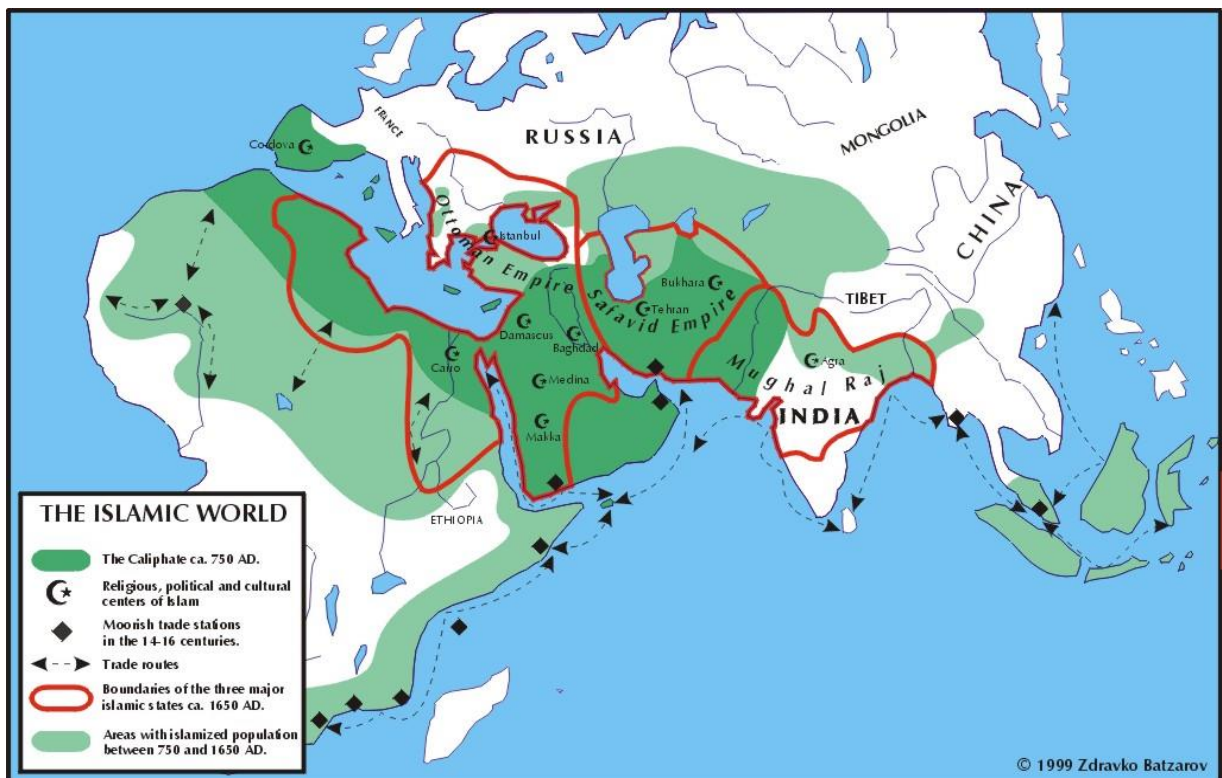 FRANCE
RUSSIA
MONGOLIA
CHINA
Cordova
Ottoman Empire
Istanbul
Safavid Empire
Bukhara
Tehran
TIBET
Damascus
Baghdad
Cairo
Medina
Makka
Mughal Raj
Agra
INDIA
ETHIOPIA
THE ISLAMIC WORLD
The Caliphate ca. 750 AD.
Religious, political and cultural
centers of Islam
Moorish trade stations
in the 14-16 centuries.
Trade routes
Boundaries of the three major
islamic states ca. 1650 AD.
Areas with islamized population
between 750 and 1650 AD.
© 1999 Zdravko Batzarov